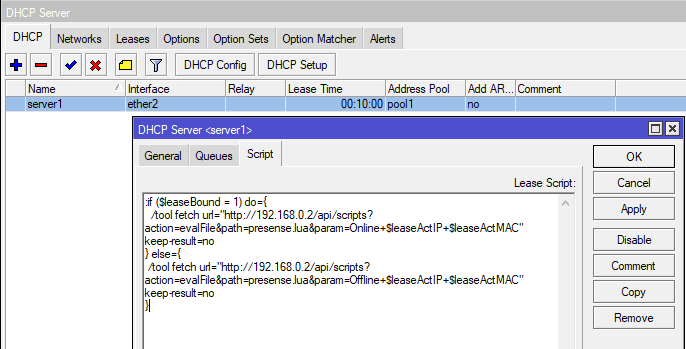 DHCP Server
DHCP Networks Leases Options Option Sets Option Matcher Alerts
DHCP Config DHCP Setup
Name / Interface Relay Lease Time Address Pool Add AR... Comment
server1 ether2 00:10:00 pool1 no
DHCP Server <server1>
General Queues Script
OK
Lease Script:
Cancel
Apply
Disable
Comment
Copy
Remove
:if ($leaseBound = 1) do={
/tool fetch url="http://192.168.0.2/api/scripts?
action=evalFile&path=presense.lua&param=Online+$leaseActIP+$leaseActMAC"
keep-result=no
} else={
/tool fetch url="http://192.168.0.2/api/scripts?
action=evalFile&path=presense.lua&param=Offline+$leaseActIP+$leaseActMAC"
keep-result=no
}